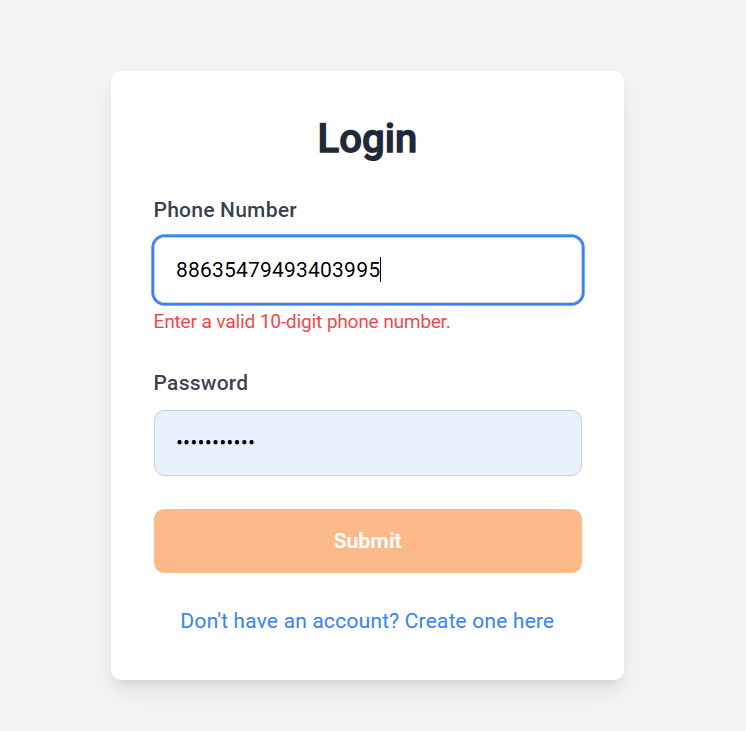 Login
Phone Number
88635479493403995
Enter a valid 10-digit phone number.
Password
•••••••••••
Submit
Don't have an account? Create one here